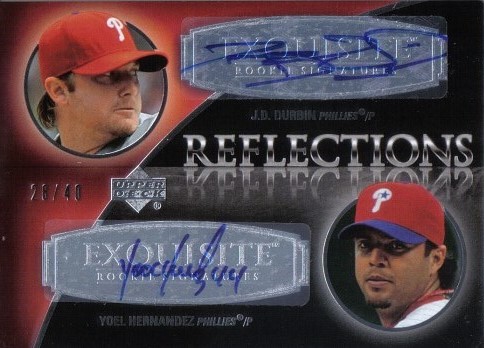 P
EXQUISITE
ROOKIE SIGNATURES
J.D. DURBIN PHILLIES®/P
REFLECTIONS
UPPER
DECK®
EXQUISITE
ROOKIE SIGNATURES
YOEL HERNANDEZ PHILLIES®/P
P